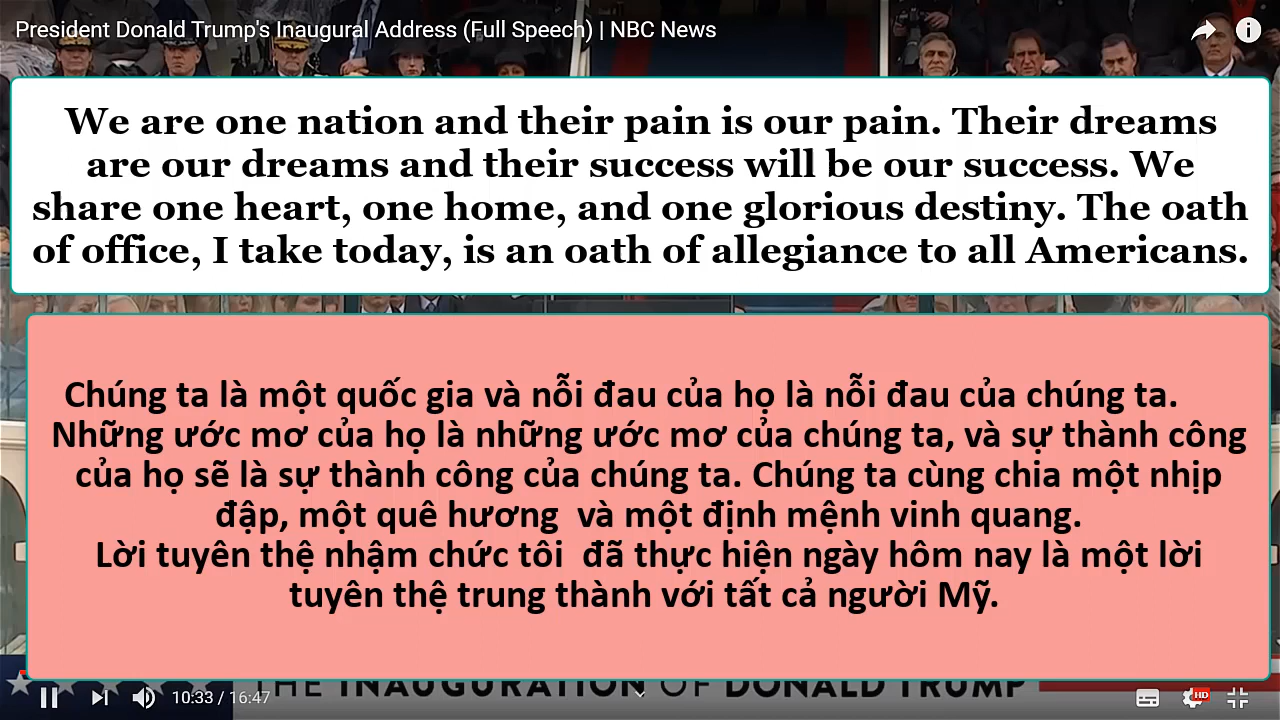 President Donald Trump's Inaugural Address (Full Speech) | NBC News
We are one nation and their pain is our pain. Their dreams
are our dreams and their success will be our success. We
share one heart, one home, and one glorious destiny. The oath
of office, I take today, is an oath of allegiance to all Americans.
Chúng ta là một quốc gia và nỗi đau của họ là nỗi đau của chúng ta.
Những ước mơ của họ là những ước mơ của chúng ta, và sự thành công
của họ sẽ là sự thành công của chúng ta. Chúng ta cùng chia một nhịp
đập, một quê hương  và một định mệnh vinh quang.
Lời tuyên thệ nhậm chức tôi  đã thực hiện ngày hôm nay là một lời
tuyên thệ trung thành với tất cả người Mỹ.
THE INAUGURATION OF DONALD TRUMP
10:33 / 16:47
HD